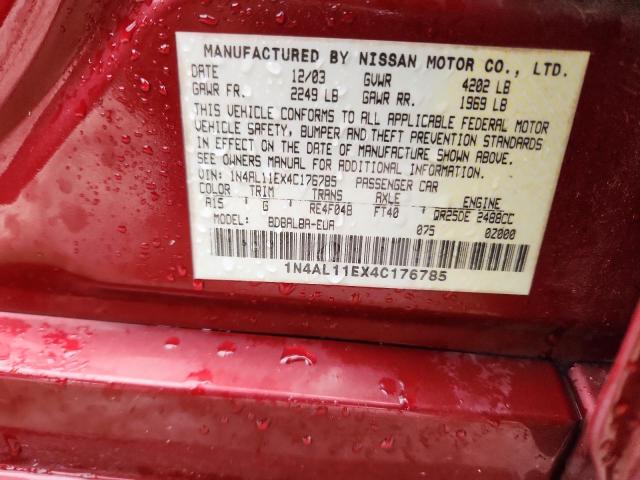 MANUFACTURED BY NISSAN MOTOR CO., LTD.
DATE 12/03 GVWR 4202 LB
GAWR FR. 2249 LB GAWR RR. 1969 LB
THIS VEHICLE CONFORMS TO ALL APPLICABLE FEDERAL MOTOR
VEHICLE SAFETY, BUMPER AND THEFT PREVENTION STANDARDS
IN EFFECT ON THE DATE OF MANUFACTURE SHOWN ABOVE.
SEE OWNERS MANUAL FOR ADDITIONAL INFORMATION.
VIN: 1N4AL11EX4C176785 PASSENGER CAR
COLOR TRIM TRANS AXLE ENGINE
A15 G RE4F04B FT40 QR25DE 2488CC
MODEL: BDBALBA-EUA 075 0Z000
1N4AL11EX4C176785